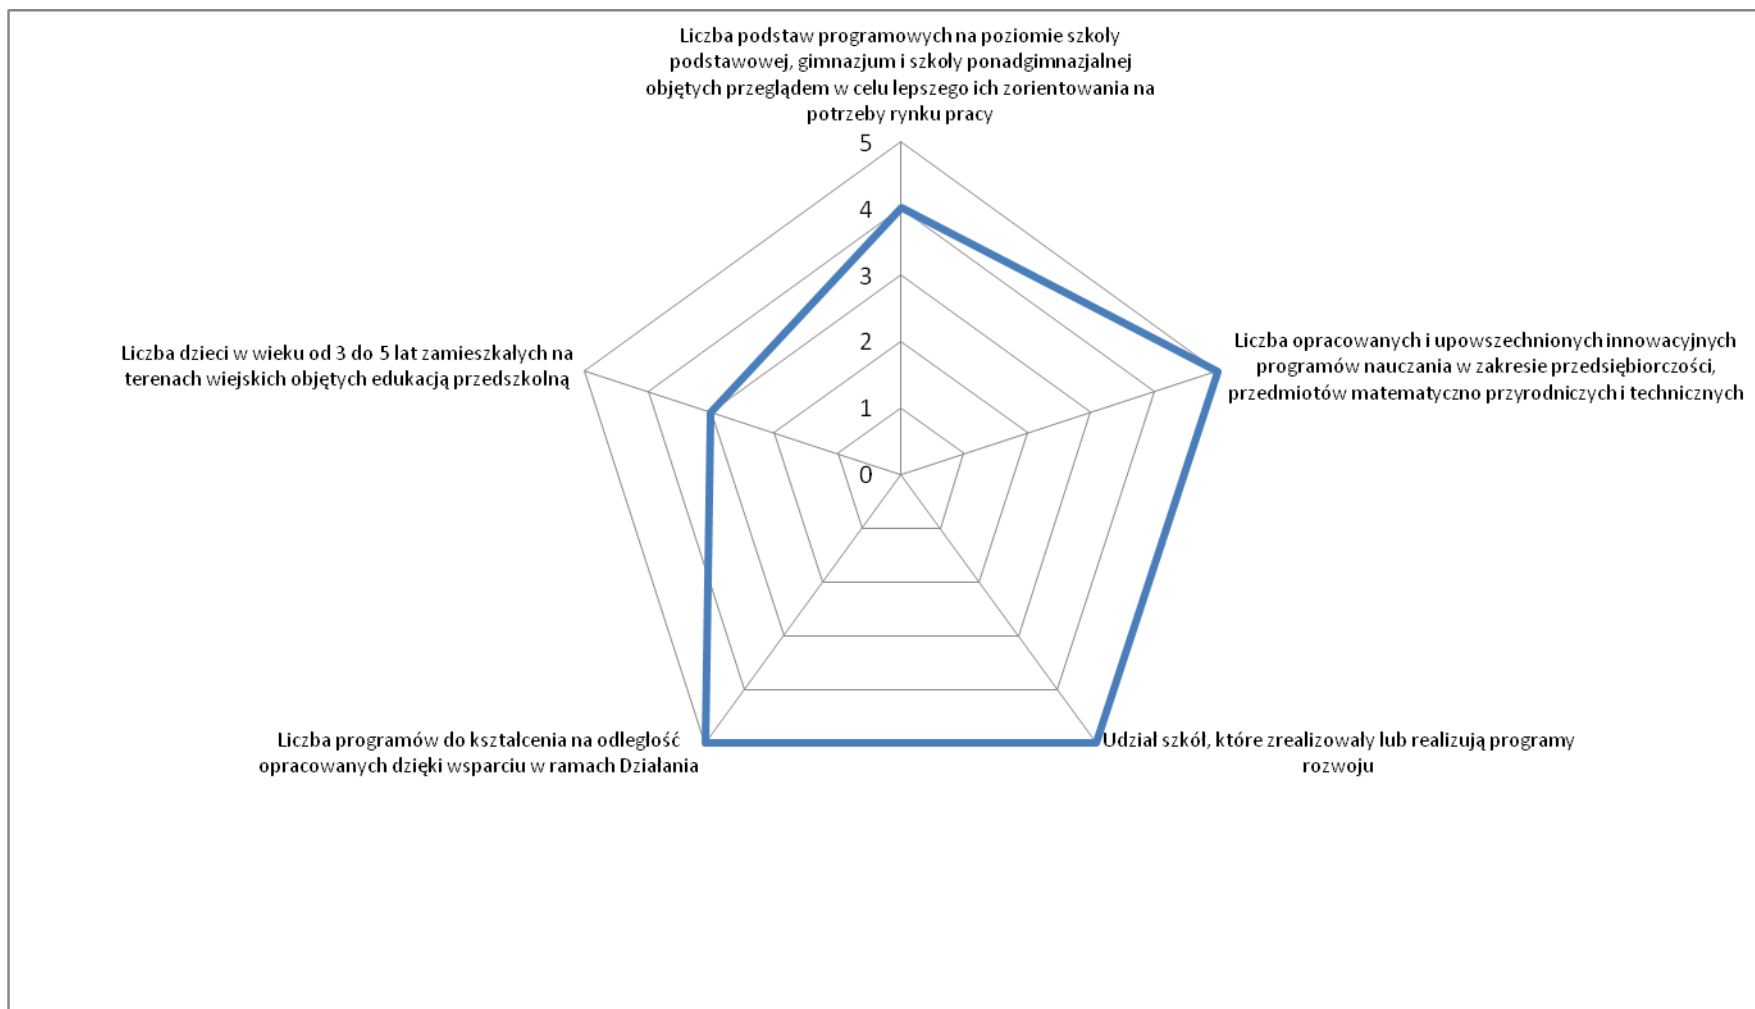 Liczba podstaw programowych na poziomie szkoły
podstawowej, gimnazjum i szkoły ponadgimnazjalnej
objętych przeglądem w celu lepszego ich zorientowania na
potrzeby rynku pracy
5
4
3
2
1
0
Liczba opracowanych i upowszechnionych innowacyjnych
programów nauczania w zakresie przedsiębiorczości,
przedmiotów matematyczno przyrodniczych i technicznych
Udział szkół, które zrealizowały lub realizują programy
rozwoju
Liczba programów do kształcenia na odległość
opracowanych dzięki wsparciu w ramach Działania
Liczba dzieci w wieku od 3 do 5 lat zamieszkałych na
terenach wiejskich objętych edukacją przedszkolną